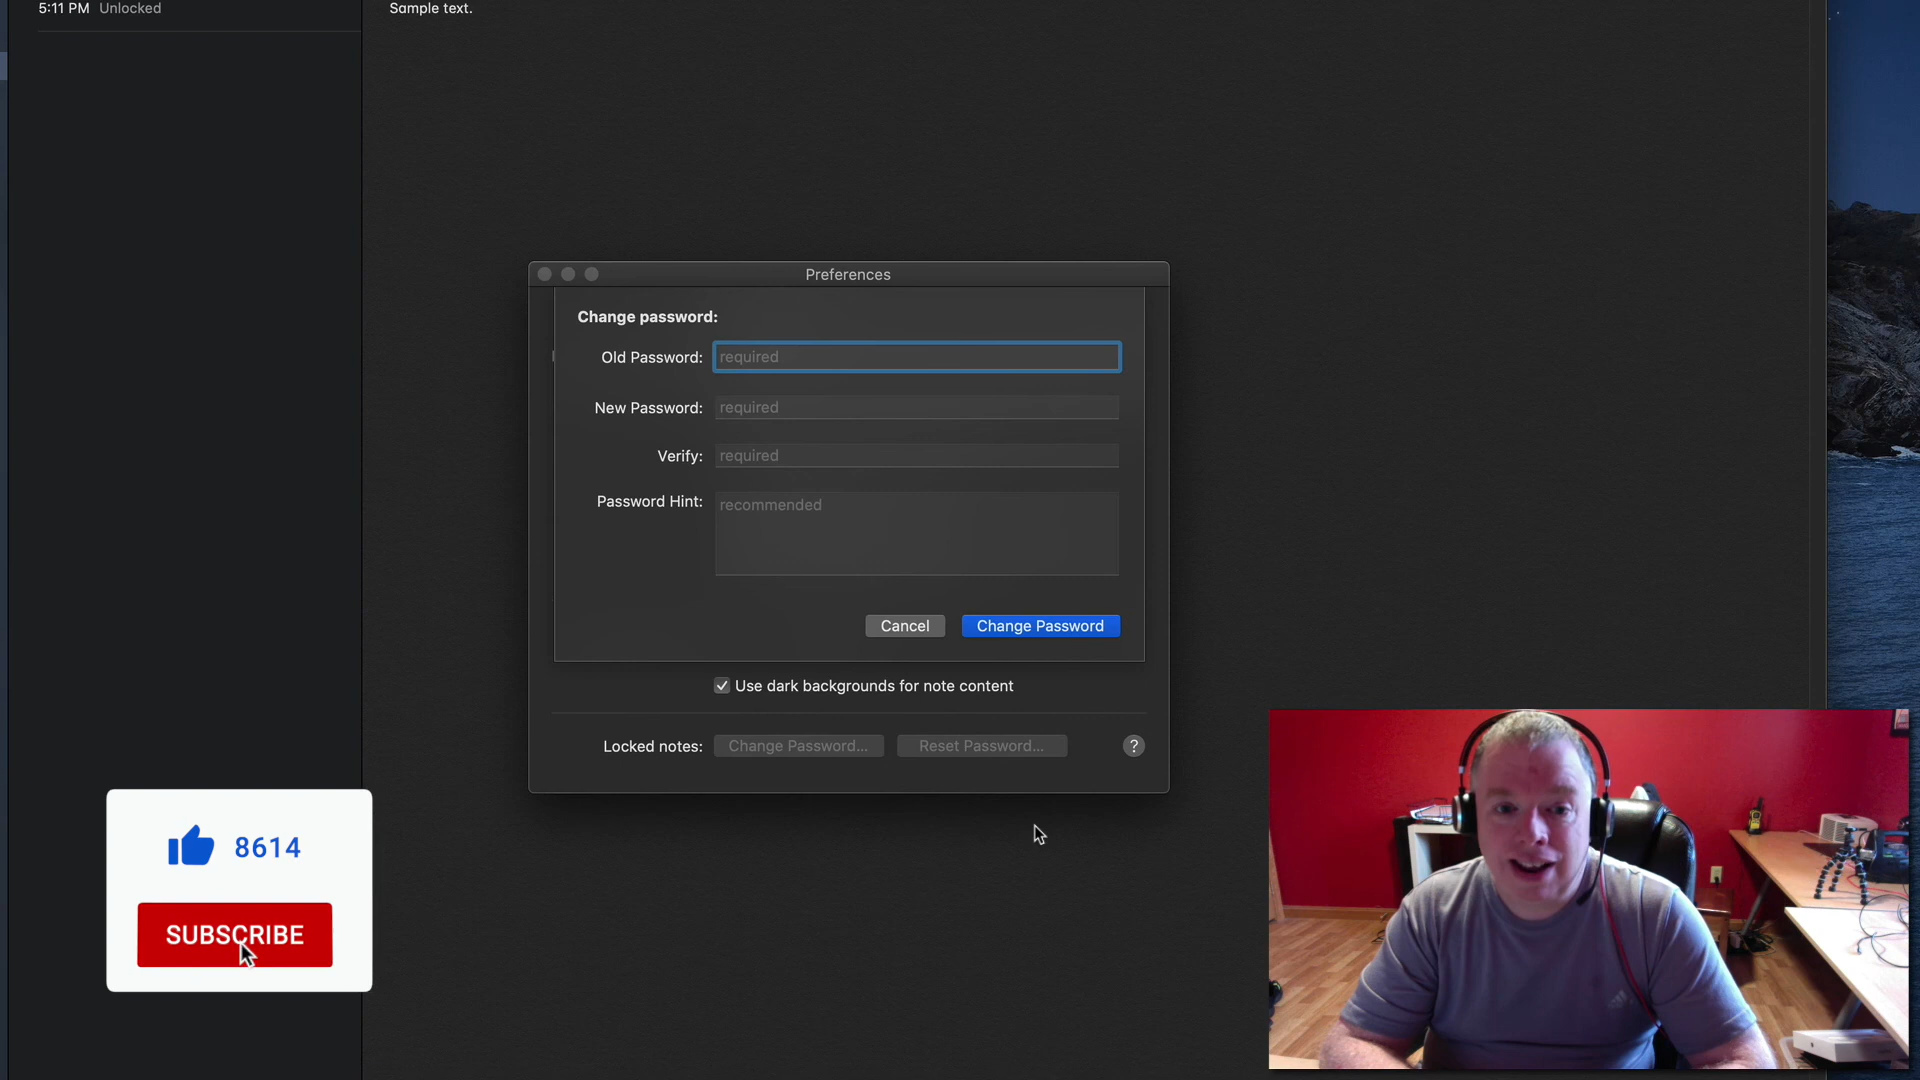 5:11 PM Unlocked
Sample text.
Preferences
Change password:
Old Password: required
New Password: required
Verify: required
Password Hint: recommended
Cancel Change Password
Use dark backgrounds for note content
Locked notes: Change Password... Reset Password... ?
8614
SUBSCRIBE